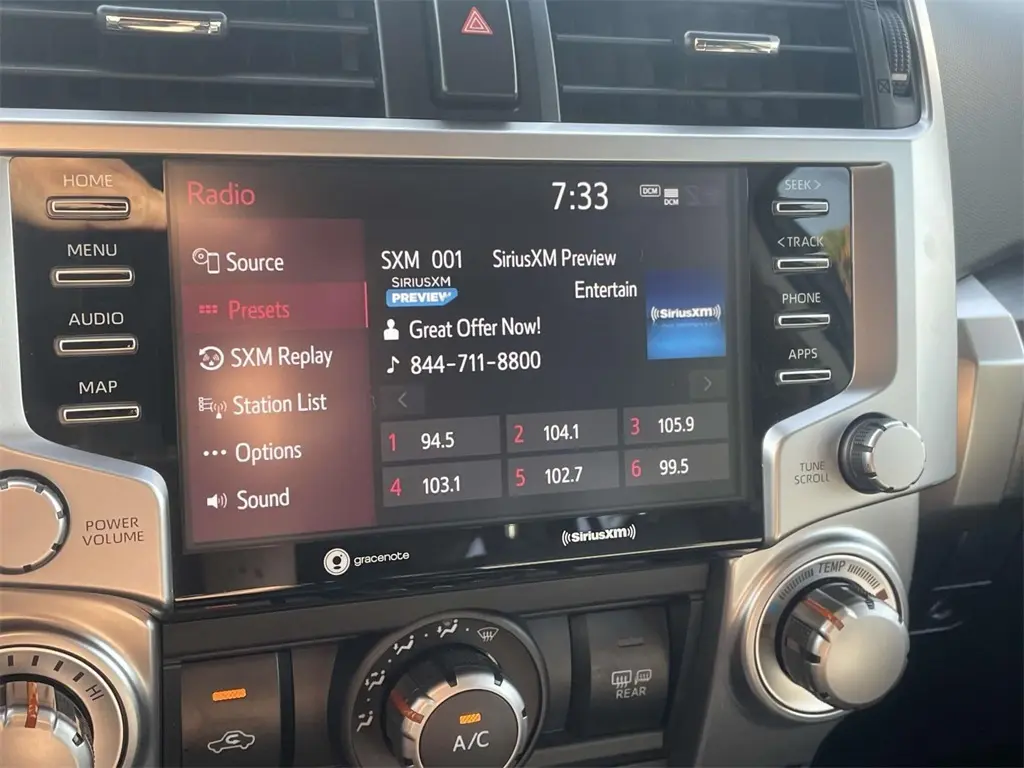 HOME
MENU
AUDIO
MAP
POWER
VOLUME
Radio
7:33
DCM
DCM
Source
Presets
SXM Replay
Station List
Options
Sound
SXM 001 SiriusXM Preview
SIRIUSXM
PREVIEW
Entertain
Great Offer Now!
844-711-8800
((SiriusXM))
< >
1 94.5 2 104.1 3 105.9
4 103.1 5 102.7 6 99.5
gracenote
((SiriusXM))
SEEK >
< TRACK
PHONE
APPS
TUNE
SCROLL
TEMP
HI
A/C
REAR